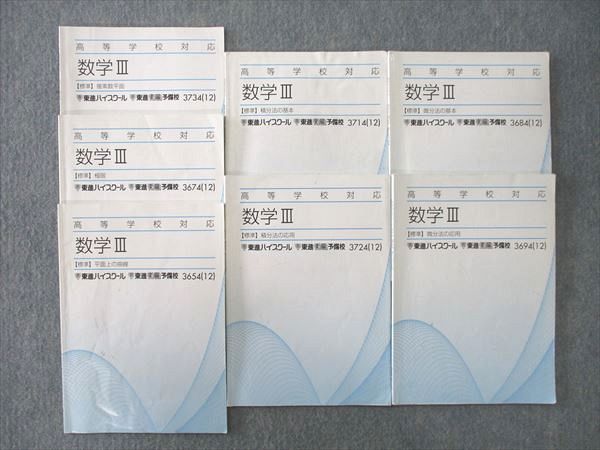 高等学校対応
数学Ⅲ
【標準】複素数平面
東進ハイスクール 東進衛星予備校 3734(12)
数学Ⅲ
【標準】極限
東進ハイスクール 東進衛星予備校 3674(12)
高等学校対応
数学Ⅲ
【標準】平面上の曲線
東進ハイスクール 東進衛星予備校 3654(12)
高等学校対応
数学Ⅲ
【標準】積分法の基本
東進ハイスクール 東進衛星予備校 3714(12)
高等学校対応
数学Ⅲ
【標準】積分法の応用
東進ハイスクール 東進衛星予備校 3724(12)
高等学校対応
数学Ⅲ
【標準】微分法の基本
東進ハイスクール 東進衛星予備校 3684(12)
高等学校対応
数学Ⅲ
【標準】微分法の応用
東進ハイスクール 東進衛星予備校 3694(12)